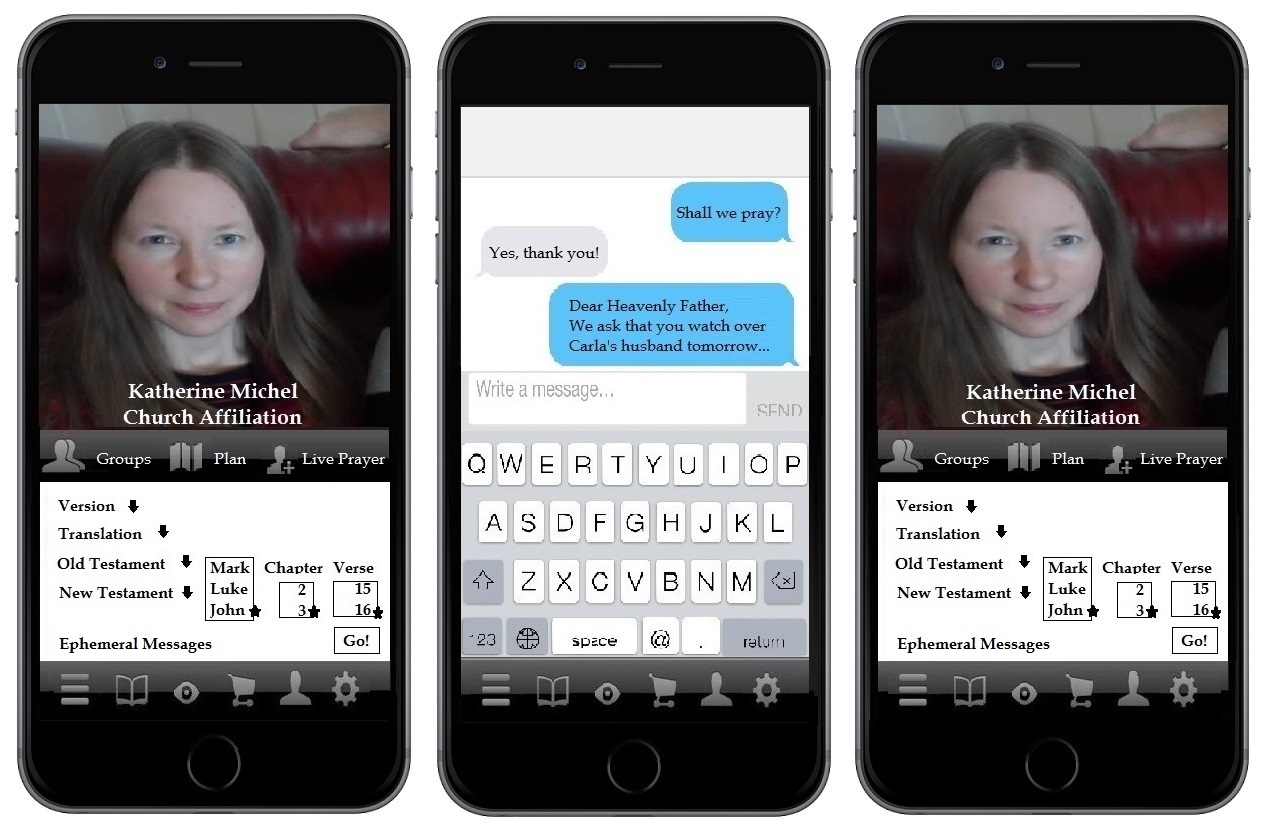 Katherine Michel
Church Affiliation
Groups Plan Live Prayer
Version
Translation
Old Testament
New Testament
Mark
Luke
John
Chapter
2
3
Verse
15
16
Ephemeral Messages
Go!
Shall we pray?
Yes, thank you!
Dear Heavenly Father,
We ask that you watch over
Carla's husband tomorrow...
Write a message...
SEND
Q W E R T Y U I O P
A S D F G H J K L
Z X C V B N M
123 space @ . return
Katherine Michel
Church Affiliation
Groups Plan Live Prayer
Version
Translation
Old Testament
New Testament
Mark
Luke
John
Chapter
2
3
Verse
15
16
Ephemeral Messages
Go!